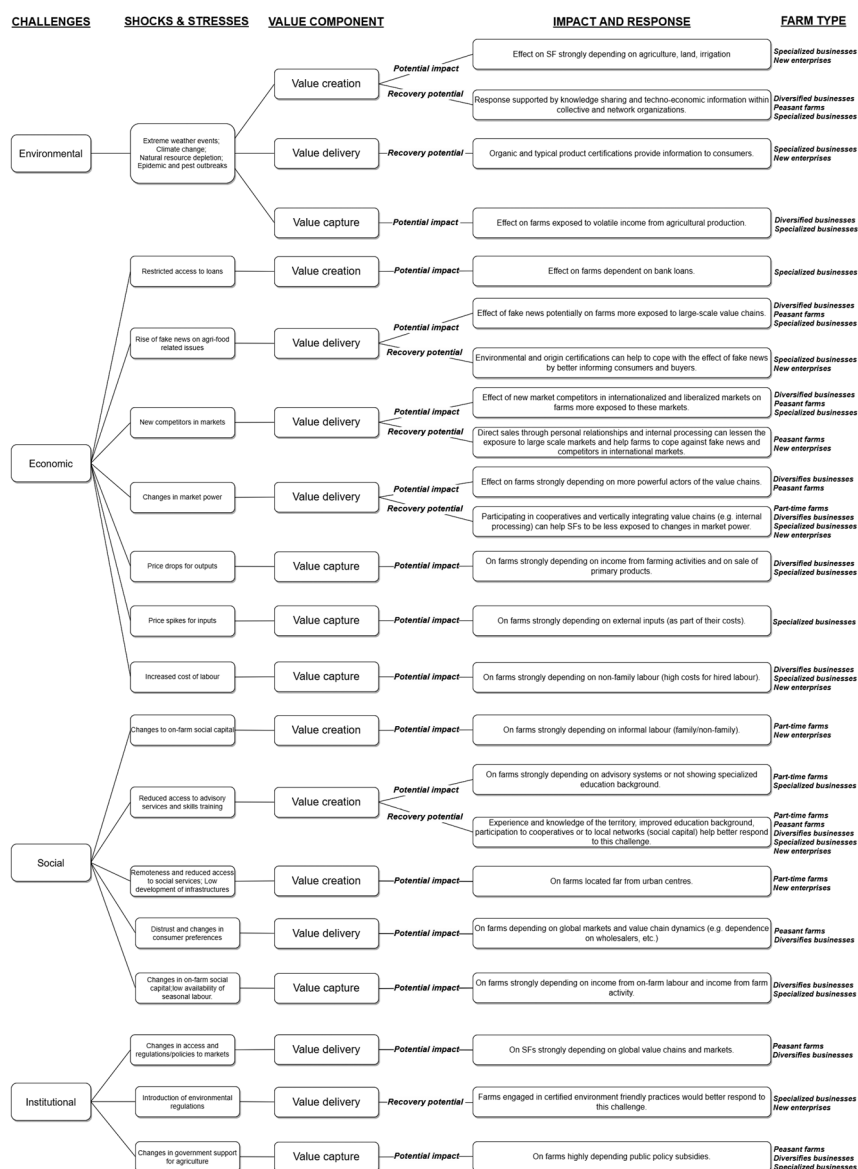 CHALLENGES
SHOCKS & STRESSES
VALUE COMPONENT
IMPACT AND RESPONSE
FARM TYPE
Environmental
Extreme weather events;
Climate change;
Natural resource depletion;
Epidemic and pest outbreaks
Value creation
Potential impact
Effect on SF strongly depending on agriculture, land, irrigation
Specialized businesses
New enterprises
Recovery potential
Response supported by knowledge sharing and techno-economic information within
collective and network organizations.
Diversified businesses
Peasant farms
Specialized businesses
Value delivery
Recovery potential
Organic and typical product certifications provide information to consumers.
Specialized businesses
New enterprises
Value capture
Potential impact
Effect on farms exposed to volatile income from agricultural production.
Diversified businesses
Specialized businesses
Economic
Restricted access to loans
Value creation
Potential impact
Effect on farms dependent on bank loans.
Specialized businesses
Rise of fake news on agri-food
related issues
Value delivery
Potential impact
Effect of fake news potentially on farms more exposed to large-scale value chains.
Diversified businesses
Peasant farms
Specialized businesses
Recovery potential
Environmental and origin certifications can help to cope with the effect of fake news
by better informing consumers and buyers.
Specialized businesses
New enterprises
New competitors in markets
Value delivery
Potential impact
Effect of new market competitors in internationalized and liberalized markets on
farms more exposed to these markets.
Diversified businesses
Peasant farms
Specialized businesses
Recovery potential
Direct sales through personal relationships and internal processing can lessen the
exposure to large scale markets and help farms to cope against fake news and
competitors in international markets.
Peasant farms
New enterprises
Changes in market power
Value delivery
Potential impact
Effect on farms strongly depending on more powerful actors of the value chains.
Diversifies businesses
Peasant farms
Recovery potential
Participating in cooperatives and vertically integrating value chains (e.g. internal
processing) can help SFs to be less exposed to changes in market power.
Part-time farms
Diversifies businesses
Specialized businesses
New enterprises
Price drops for outputs
Value capture
Potential impact
On farms strongly depending on income from farming activities and on sale of
primary products.
Diversified businesses
Specialized businesses
Price spikes for inputs
Value capture
Potential impact
On farms strongly depending on external inputs (as part of their costs).
Specialized businesses
Increased cost of labour
Value capture
Potential impact
On farms strongly depending on non-family labour (high costs for hired labour).
Diversifies businesses
Specialized businesses
New enterprises
Social
Changes to on-farm social capital
Value creation
Potential impact
On farms strongly depending on informal labour (family/non-family).
Part-time farms
New enterprises
Reduced access to advisory
services and skills training
Value creation
Potential impact
On farms strongly depending on advisory systems or not showing specialized
education background.
Part-time farms
Specialized businesses
Recovery potential
Experience and knowledge of the territory, improved education background,
participation to cooperatives or to local networks (social capital) help better respond
to this challenge.
Part-time farms
Peasant farms
Diversifies businesses
Specialized businesses
New enterprises
Remoteness and reduced access
to social services; Low
development of infrastructures
Value creation
Potential impact
On farms located far from urban centres.
Part-time farms
New enterprises
Distrust and changes in
consumer preferences
Value delivery
Potential impact
On farms depending on global markets and value chain dynamics (e.g. dependence
on wholesalers, etc.)
Peasant farms
Diversifies businesses
Changes in on-farm social
capital;low availability of
seasonal labour.
Value capture
Potential impact
On farms strongly depending on income from on-farm labour and income from farm
activity.
Diversifies businesses
Specialized businesses
Institutional
Changes in access and
regulations/policies to markets
Value delivery
Potential impact
On SFs strongly depending on global value chains and markets.
Peasant farms
Diversifies businesses
Introduction of environmental
regulations
Value delivery
Recovery potential
Farms engaged in certified environment friendly practices would better respond to
this challenge.
Specialized businesses
New enterprises
Changes in government support
for agriculture
Value capture
Potential impact
On farms highly depending public policy subsidies.
Peasant farms
Diversifies businesses
Specialized businesses